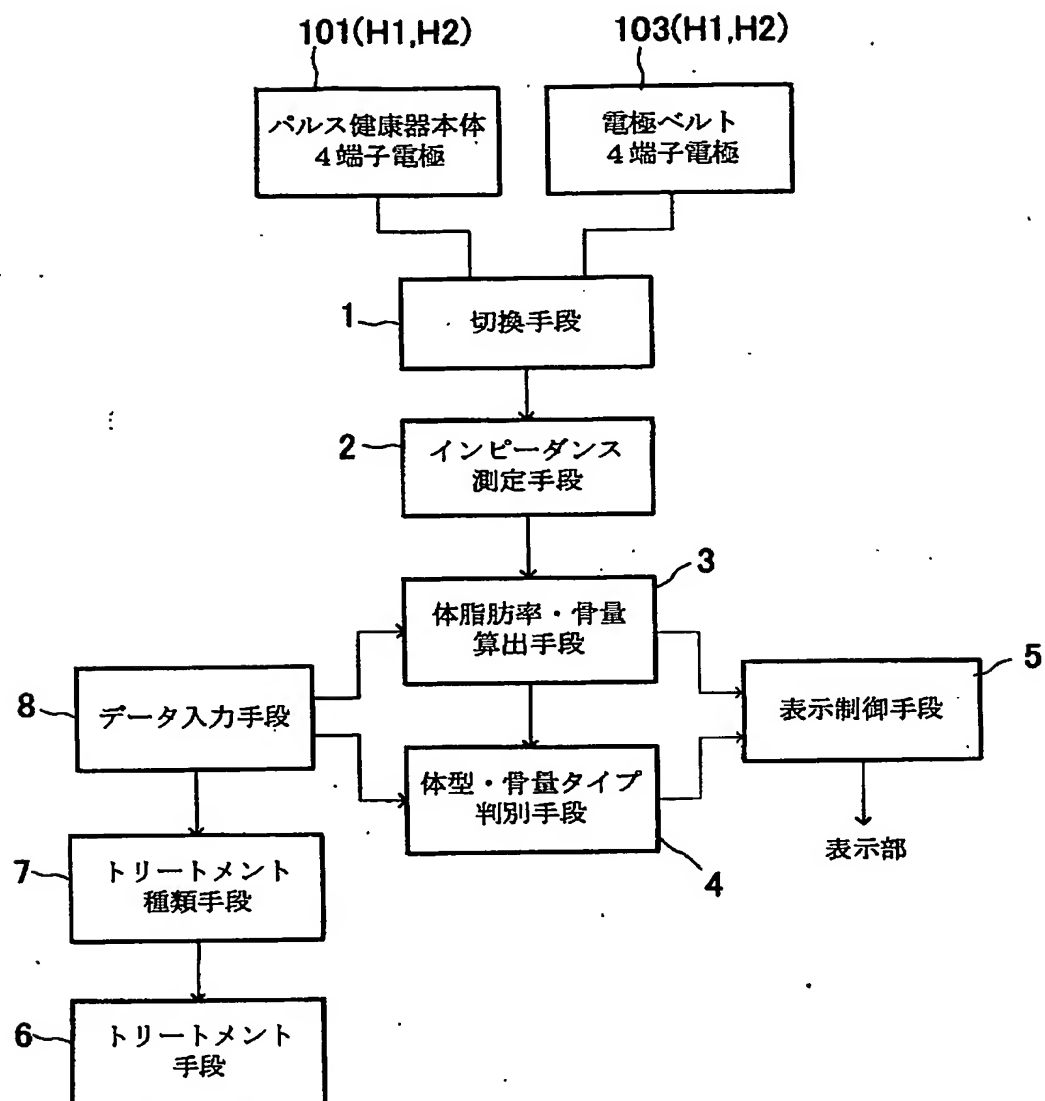 101(H1,H2)
103(H1,H2)
パルス健康器本体
4端子電極
電極ベルト
4端子電極
1
切換手段
2
インピーダンス
測定手段
3
体脂肪率・骨量
算出手段
5
表示制御手段
8
データ入力手段
体型・骨量タイプ
判別手段
4
表示部
7
トリートメント
種類手段
6
トリートメント
手段